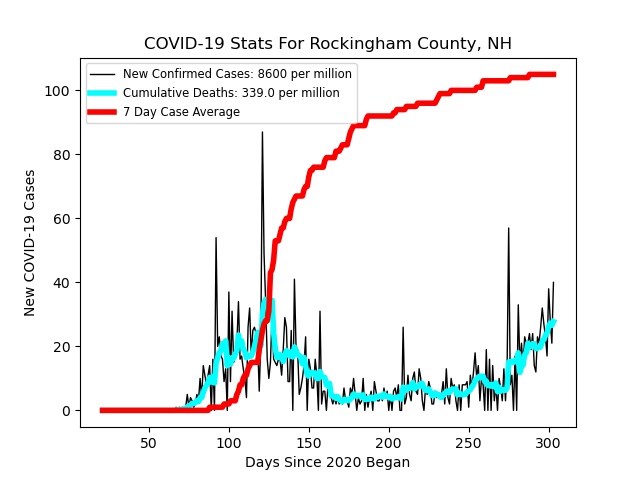 COVID-19 Stats For Rockingham County, NH
New Confirmed Cases: 8600 per million
Cumulative Deaths: 339.0 per million
7 Day Case Average
New COVID-19 Cases
100
80
60
40
20
0
50 100 150 200 250 300
Days Since 2020 Began